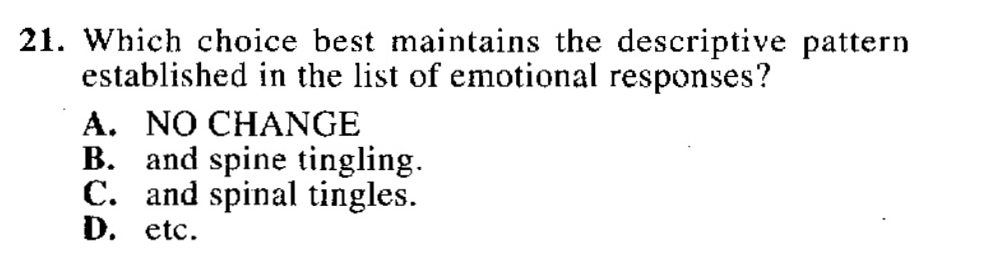 21. Which choice best maintains the descriptive pattern
established in the list of emotional responses?
A. NO CHANGE
B. and spine tingling.
C. and spinal tingles.
D. etc.